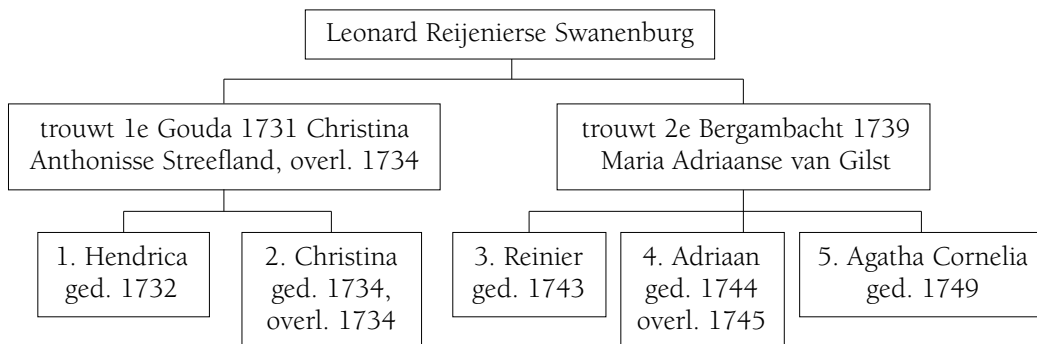 Leonard Reijenierse Swanenburg
trouwt 1e Gouda 1731 Christina
Anthonisse Streefland, overl. 1734
trouwt 2e Bergambacht 1739
Maria Adriaanse van Gilst
1. Hendrica
ged. 1732
2. Christina
ged. 1734,
overl. 1734
3. Reinier
ged. 1743
4. Adriaan
ged. 1744
overl. 1745
5. Agatha Cornelia
ged. 1749